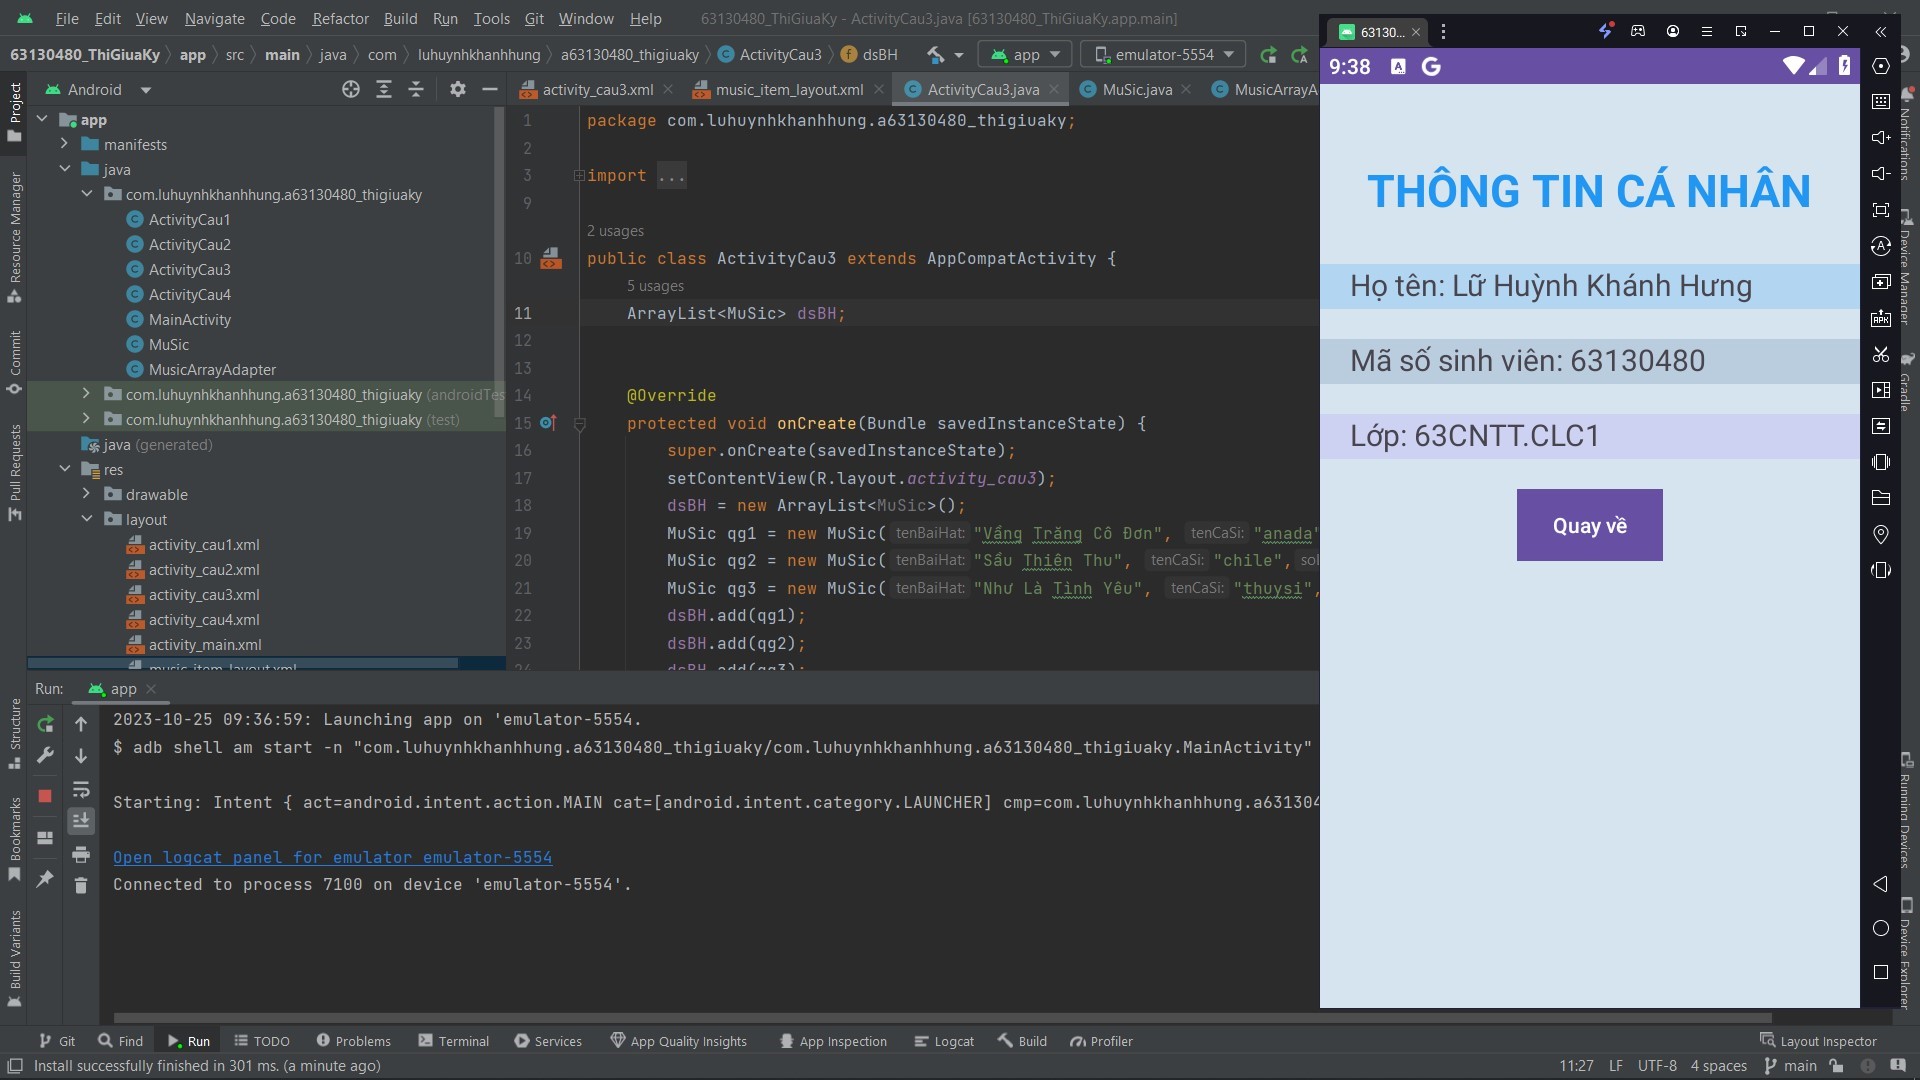 File Edit View Navigate Code Refactor Build Run Tools Git Window Help 63130480_ThiGiuaKy - ActivityCau3.java [63130480_ThiGiuaKy.app.main]
63130480_ThiGiuaKy app src main java com luhuynhkhanhhung a63130480_thigiuaky ActivityCau3 dsBH app emulator-5554
Android
activity_cau3.xml music_item_layout.xml ActivityCau3.java MuSic.java MusicArrayA
Project
Resource Manager
Commit
Pull Requests
Structure
Bookmarks
Build Variants
app
manifests
java
com.luhuynhkhanhhung.a63130480_thigiuaky
ActivityCau1
ActivityCau2
ActivityCau3
ActivityCau4
MainActivity
MuSic
MusicArrayAdapter
com.luhuynhkhanhhung.a63130480_thigiuaky (androidTes
com.luhuynhkhanhhung.a63130480_thigiuaky (test)
java (generated)
res
drawable
layout
activity_cau1.xml
activity_cau2.xml
activity_cau3.xml
activity_cau4.xml
activity_main.xml
music_item_layout.xml
1 package com.luhuynhkhanhhung.a63130480_thigiuaky;
2
3 import ...
9
2 usages
10 public class ActivityCau3 extends AppCompatActivity {
5 usages
11 ArrayList<MuSic> dsBH;
12
13
14 @Override
15 protected void onCreate(Bundle savedInstanceState) {
16 super.onCreate(savedInstanceState);
17 setContentView(R.layout.activity_cau3);
18 dsBH = new ArrayList<MuSic>();
19 MuSic qg1 = new MuSic( tenBaiHat: "Vầng Trăng Cô Đơn", tenCaSi: "anada"
20 MuSic qg2 = new MuSic( tenBaiHat: "Sầu Thiên Thu", tenCaSi: "chile", so
21 MuSic qg3 = new MuSic( tenBaiHat: "Như Là Tình Yêu", tenCaSi: "thuysi",
22 dsBH.add(qg1);
23 dsBH.add(qg2);
24 dsBH.add(qg3);
Run: app
2023-10-25 09:36:59: Launching app on 'emulator-5554.
$ adb shell am start -n "com.luhuynhkhanhhung.a63130480_thigiuaky/com.luhuynhkhanhhung.a63130480_thigiuaky.MainActivity"
Starting: Intent { act=android.intent.action.MAIN cat=[android.intent.category.LAUNCHER] cmp=com.luhuynhkhanhhung.a631304
Open logcat panel for emulator emulator-5554
Connected to process 7100 on device 'emulator-5554'.
Git Find Run TODO Problems Terminal Services App Quality Insights App Inspection Logcat Build Profiler Layout Inspector
Install successfully finished in 301 ms. (a minute ago) 11:27 LF UTF-8 4 spaces main
63130...
9:38
THÔNG TIN CÁ NHÂN
Họ tên: Lữ Huỳnh Khánh Hưng
Mã số sinh viên: 63130480
Lớp: 63CNTT.CLC1
Quay về
APK
Notifications
Device Manager
Gradle
Running Devices
Device Explorer